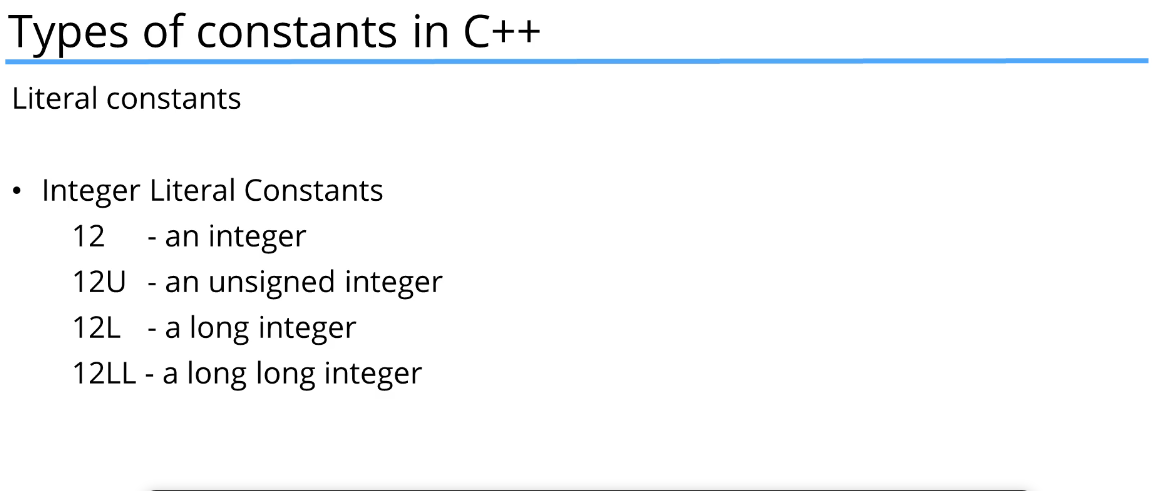 Types of constants in C++
Literal constants
• Integer Literal Constants
12 - an integer
12U - an unsigned integer
12L - a long integer
12LL - a long long integer